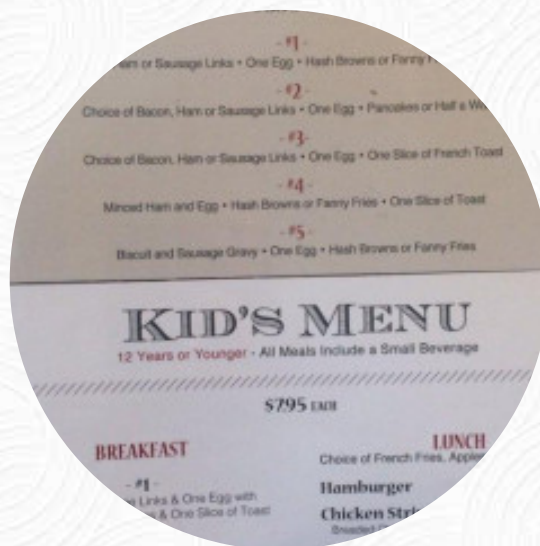 - #1 -
Ham or Sausage Links • One Egg • Hash Browns or Fanny
- #2 -
Choice of Bacon, Ham or Sausage Links • One Egg • Pancakes or Half a
- #3 -
Choice of Bacon, Ham or Sausage Links • One Egg • One Slice of French Toast
- #4 -
Minced Ham and Egg • Hash Browns or Fanny Fries • One Slice of Toast
- #5 -
Biscuit and Sausage Gravy • One Egg • Hash Browns or Fanny Fries
KID'S MENU
12 Years or Younger - All Meals Include a Small Beverage
$7.95 EACH
BREAKFAST
- #1 -
Links & One Egg with
& One Slice of Toast
LUNCH
Choice of French Fries,
Hamburger
Chicken